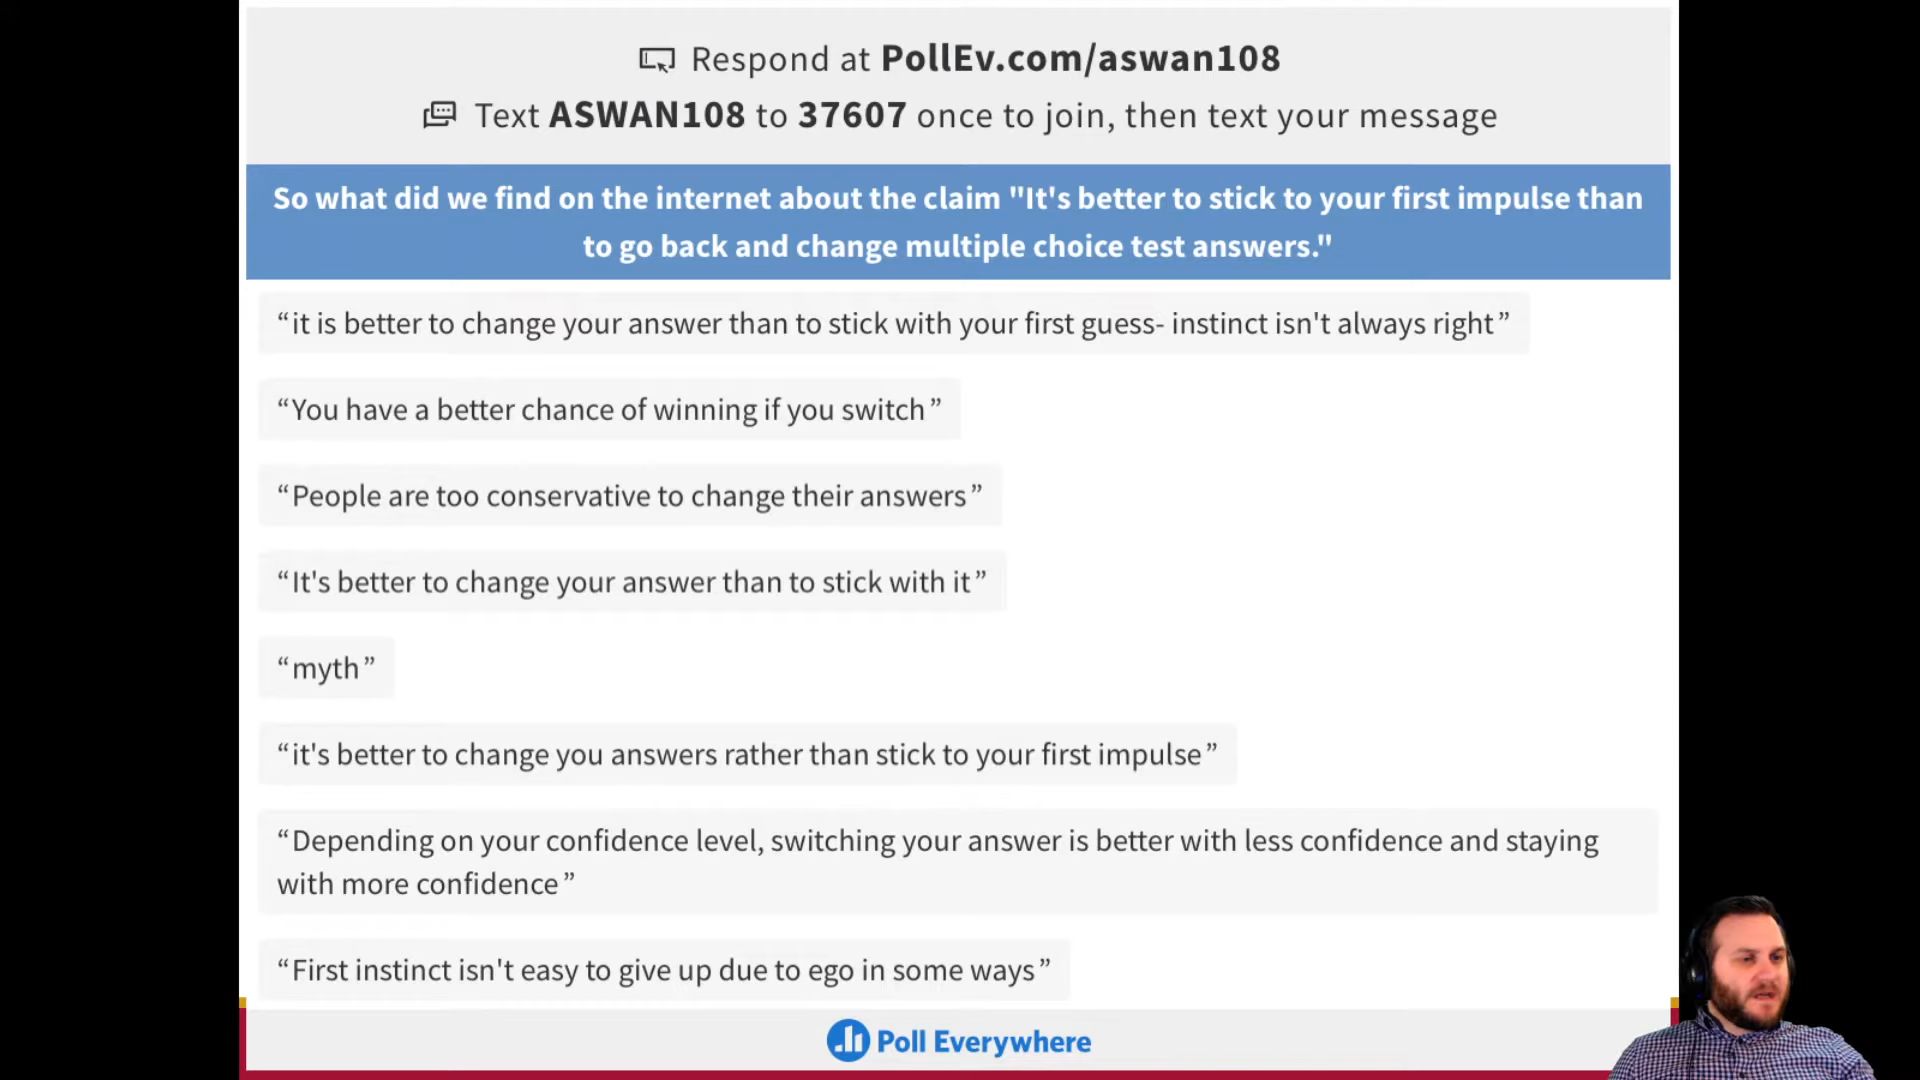 Respond at PollEv.com/aswan108
Text ASWAN108 to 37607 once to join, then text your message
So what did we find on the internet about the claim "It's better to stick to your first impulse than
to go back and change multiple choice test answers."
“it is better to change your answer than to stick with your first guess- instinct isn't always right”
“You have a better chance of winning if you switch”
“People are too conservative to change their answers”
“It's better to change your answer than to stick with it”
“myth”
“it's better to change you answers rather than stick to your first impulse”
“Depending on your confidence level, switching your answer is better with less confidence and staying
with more confidence”
“First instinct isn't easy to give up due to ego in some ways”
Poll Everywhere